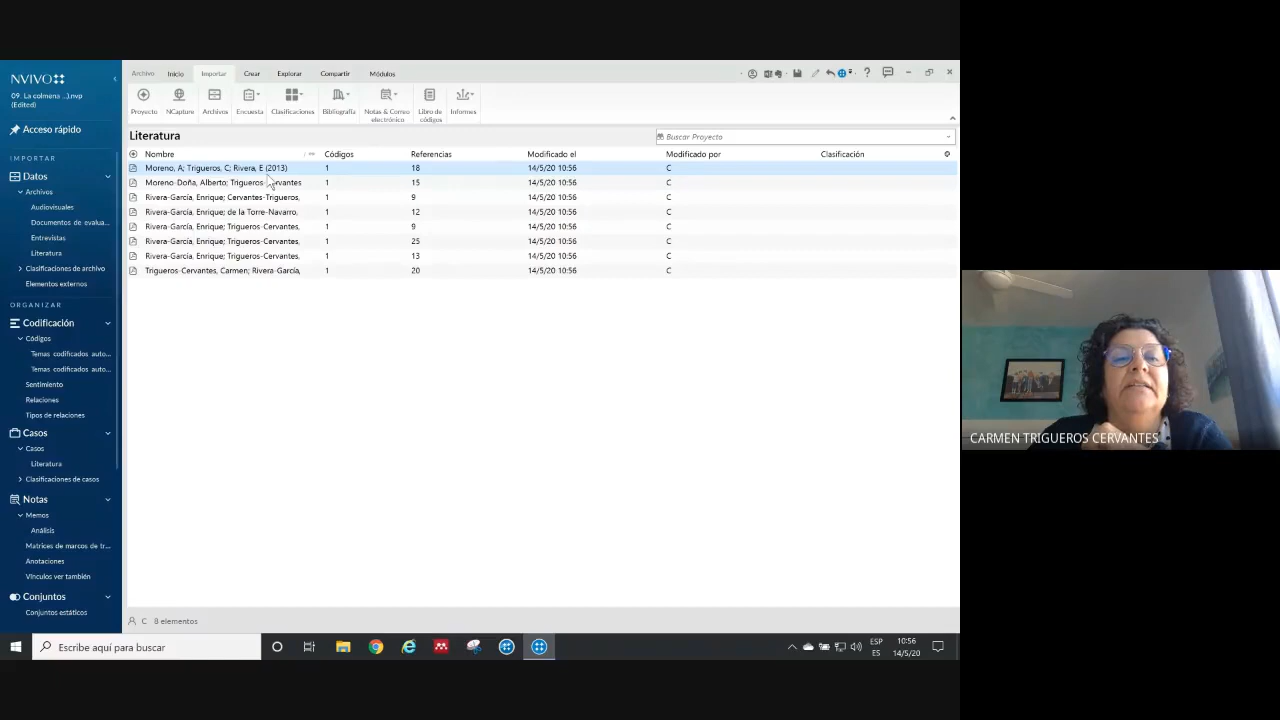 NVIVO
09. La colmena ...).nvp
(Edited)
Acceso rápido
IMPORTAR
Datos
Archivos
Audiovisuales
Documentos de evalua...
Entrevistas
Literatura
Clasificaciones de archivo
Elementos externos
ORGANIZAR
Codificación
Códigos
Temas codificados auto...
Temas codificados auto...
Sentimiento
Relaciones
Tipos de relaciones
Casos
Casos
Literatura
Clasificaciones de casos
Notas
Memos
Análisis
Matrices de marcos de tr...
Anotaciones
Vínculos ver también
Conjuntos
Conjuntos estáticos
Archivo Inicio Importar Crear Explorar Compartir Módulos
Proyecto NCapture Archivos Encuesta Clasificaciones Bibliografía Notas & Correo electrónico Libro de códigos Informes
Literatura
Buscar Proyecto
Nombre Códigos Referencias Modificado el Modificado por Clasificación
Moreno, A; Trigueros, C; Rivera, E (2013) 1 18 14/5/20 10:56 C
Moreno-Doña, Alberto; Trigueros-Cervantes 1 15 14/5/20 10:56 C
Rivera-García, Enrique; Cervantes-Trigueros, 1 9 14/5/20 10:56 C
Rivera-García, Enrique; de la Torre-Navarro, 1 12 14/5/20 10:56 C
Rivera-García, Enrique; Trigueros-Cervantes, 1 9 14/5/20 10:56 C
Rivera-García, Enrique; Trigueros-Cervantes, 1 25 14/5/20 10:56 C
Rivera-García, Enrique; Trigueros-Cervantes, 1 13 14/5/20 10:56 C
Trigueros-Cervantes, Carmen; Rivera-García, 1 20 14/5/20 10:56 C
C 8 elementos
Escribe aquí para buscar
ESP
ES
10:56
14/5/20
CARMEN TRIGUEROS CERVANTES